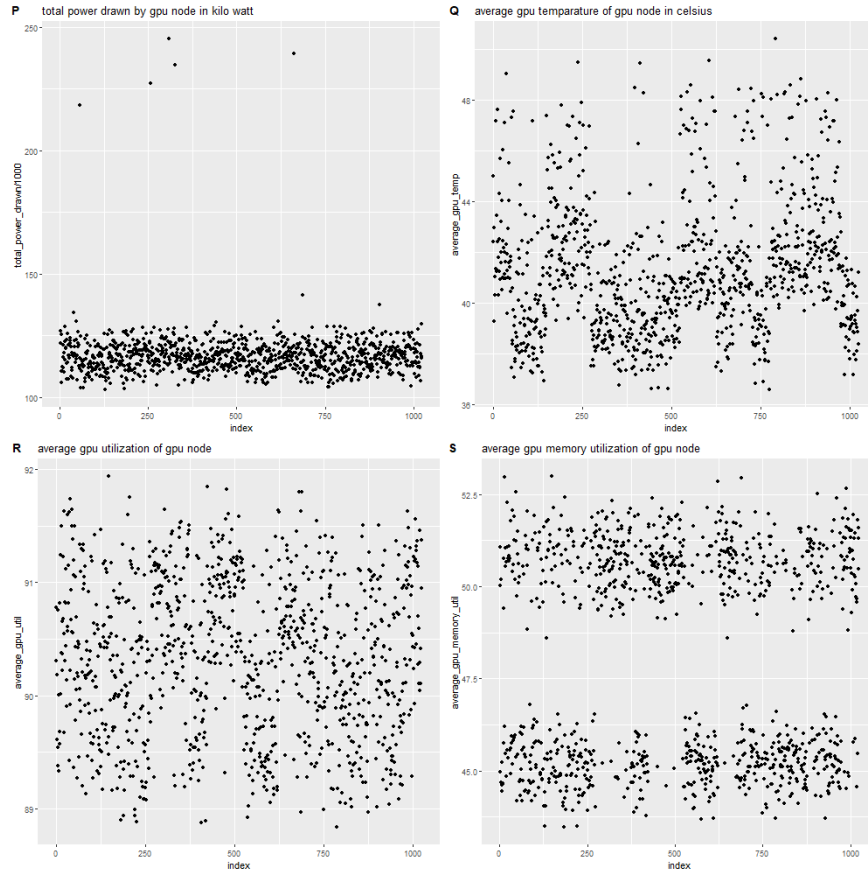 P total power drawn by gpu node in kilo watt
250
200
150
100
total_power_drawn/1000
0 250 500 750 1000
index
Q average gpu temparature of gpu node in celsius
48
44
40
36
average_gpu_temp
0 250 500 750 1000
index
R average gpu utilization of gpu node
92
91
90
89
average_gpu_util
0 250 500 750 1000
index
S average gpu memory utilization of gpu node
52.5
50.0
47.5
45.0
average_gpu_memory_util
0 250 500 750 1000
index